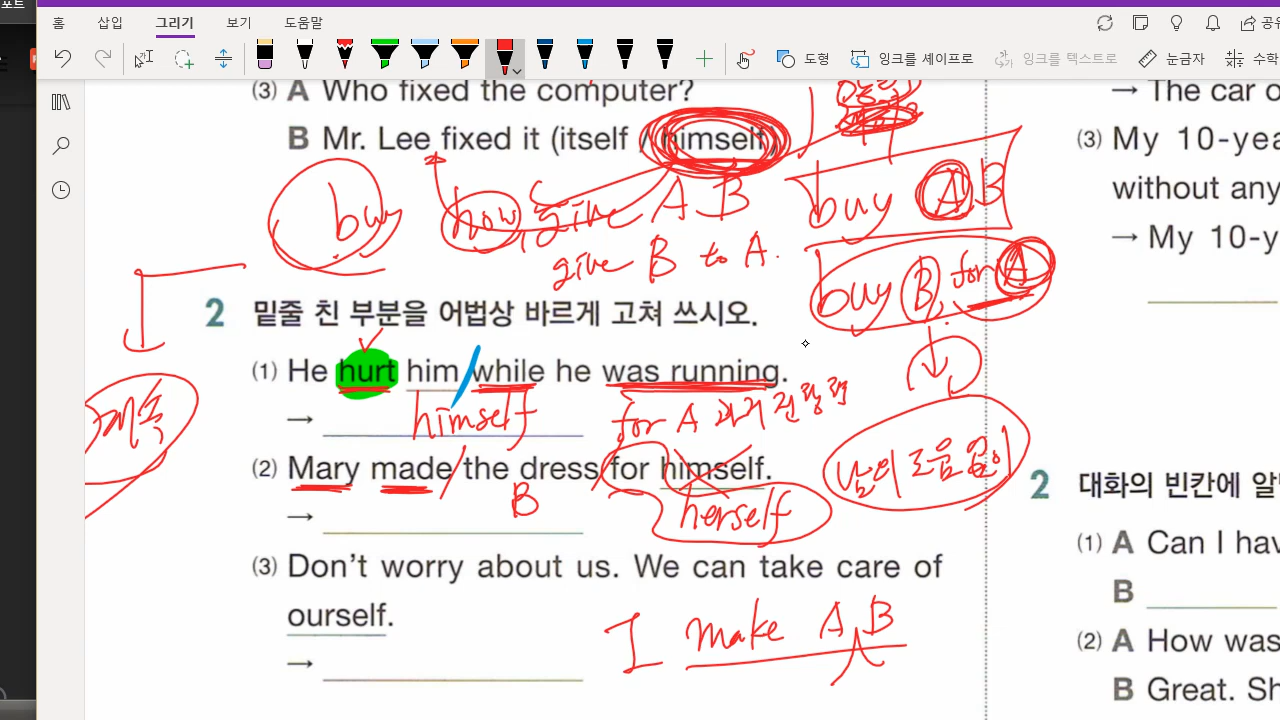 포트
홈 삽입 그리기 보기 도움말 공유
도형 잉크를 셰이프로 잉크를 텍스트로 눈금자 수학
(3) A Who fixed the computer?
B Mr. Lee fixed it (itself / himself)
buy
give A B
give B to A.
buy A B
buy B for A
2 밑줄 친 부분을 어법상 바르게 고쳐 쓰시오.
(1) He hurt him / while he was running.
→ himself
for A
(2) Mary made / the dress / for himself.
B
herself
→
남의 도움 없이
(3) Don't worry about us. We can take care of
ourself.
→
I make A B
계속
→ The car o
(3) My 10-yea
without any
→ My 10-y
2 대화의 빈칸에 알
(1) A Can I hav
B
(2) A How was
B Great. Sh